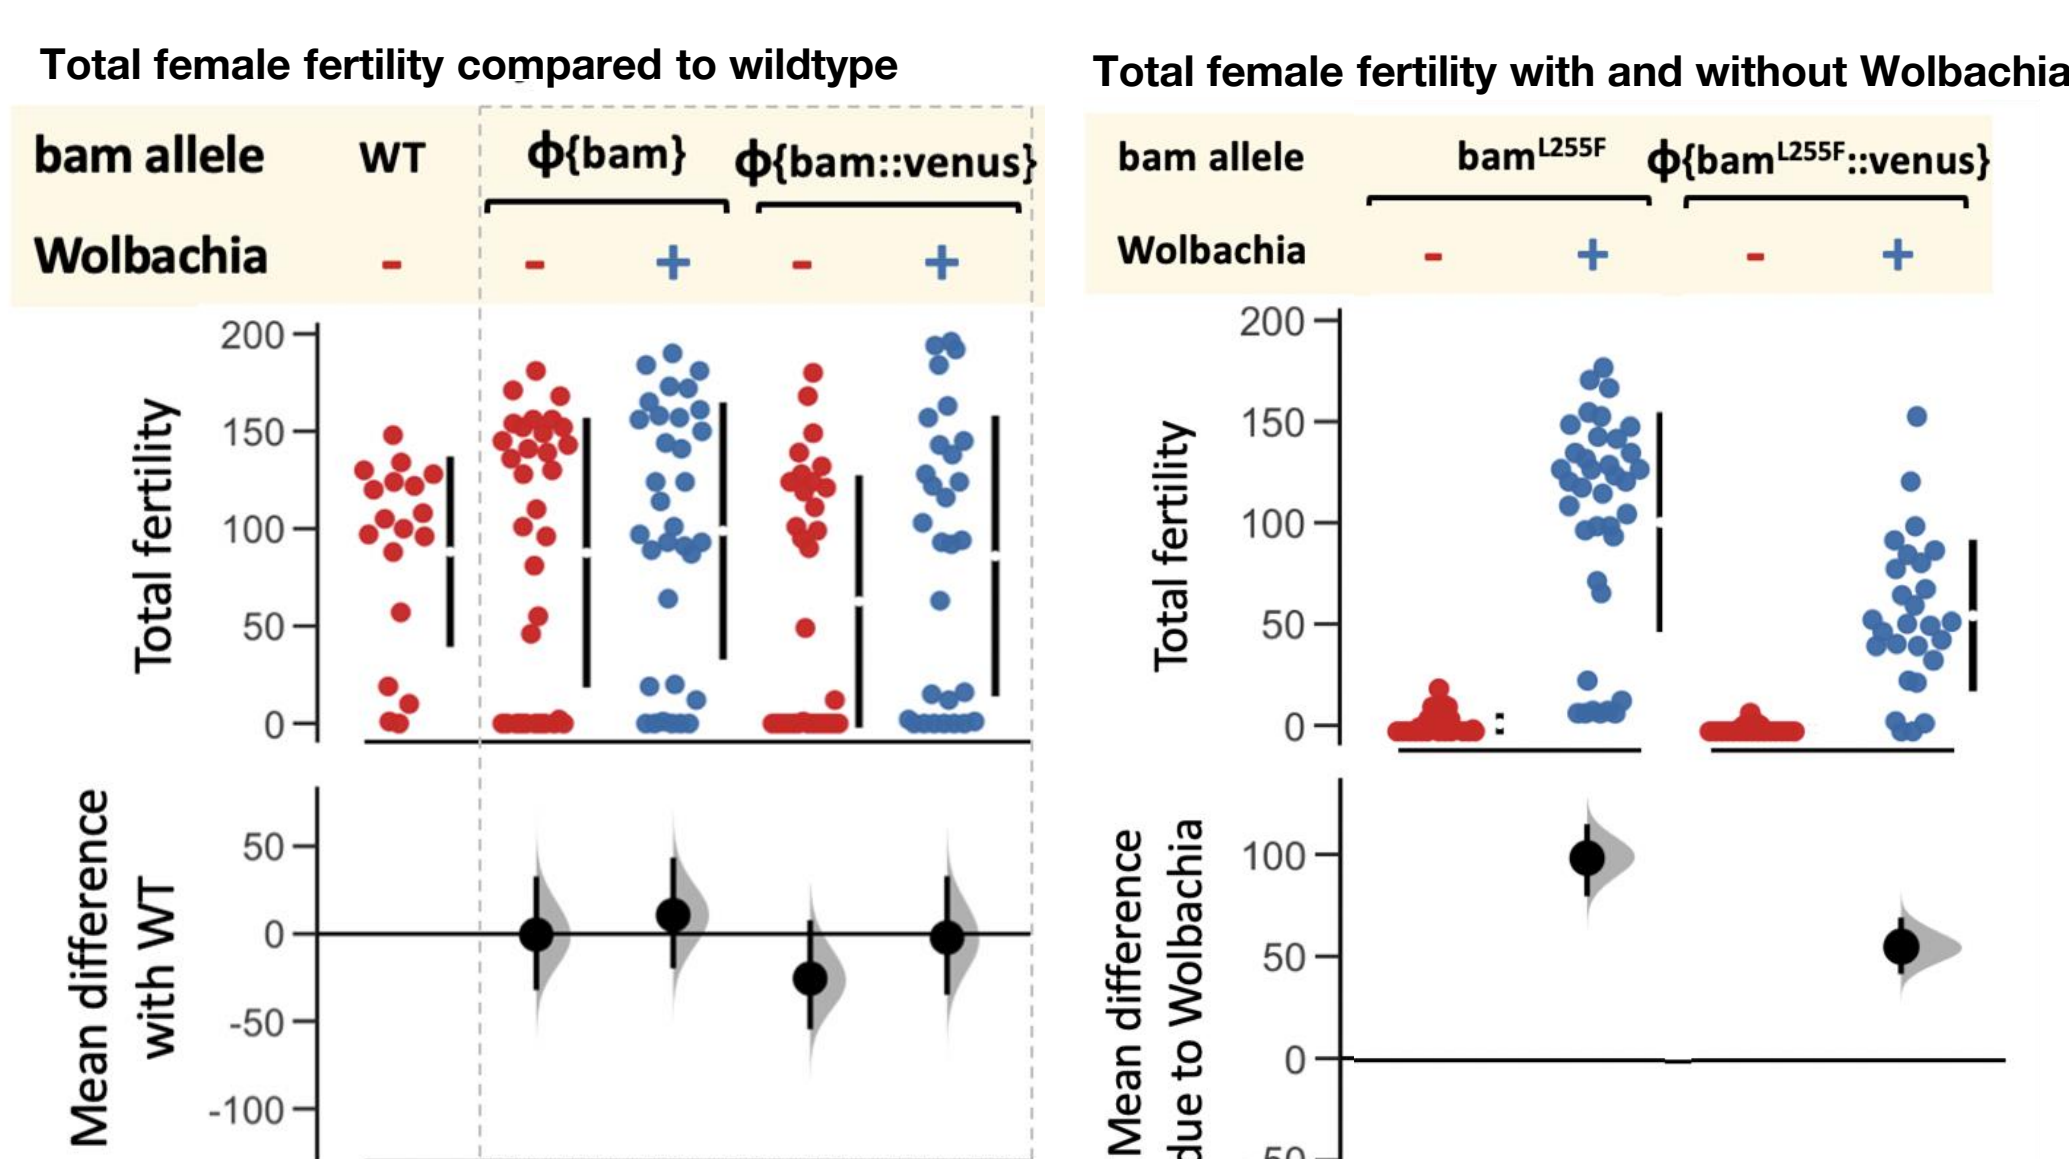 Total female fertility compared to wildtype
bam allele WT ϕ{bam} ϕ{bam::venus}
Wolbachia - - + - +
200
150
100
50
0
Total fertility
50
0
-50
-100
Mean difference
with WT
Total female fertility with and without Wolbachia
bam allele bamL255F ϕ{bamL255F::venus}
Wolbachia - + - +
200
150
100
50
0
Total fertility
100
50
0
Mean difference
due to Wolbachia